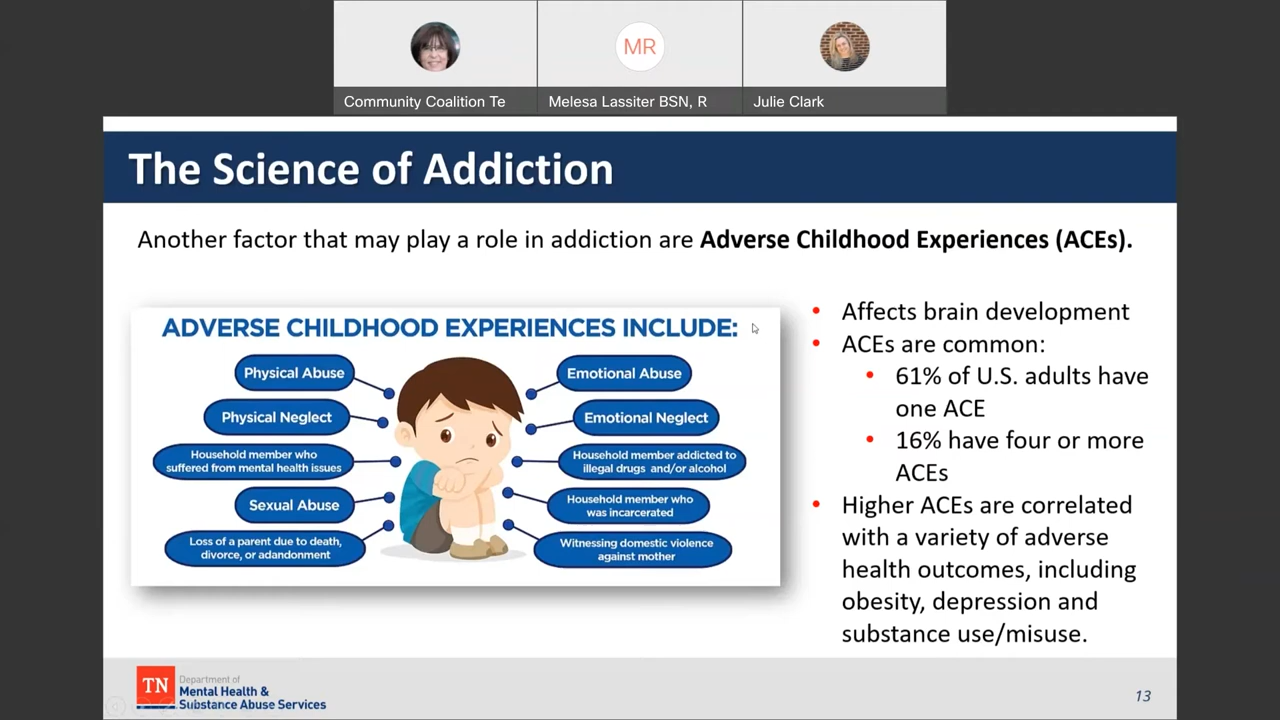 Community Coalition Te
MR
Melesa Lassiter BSN, R
Julie Clark
The Science of Addiction
Another factor that may play a role in addiction are Adverse Childhood Experiences (ACEs).
ADVERSE CHILDHOOD EXPERIENCES INCLUDE:
Physical Abuse
Physical Neglect
Household member who
suffered from mental health issues
Sexual Abuse
Loss of a parent due to death,
divorce, or adandonment
Emotional Abuse
Emotional Neglect
Household member addicted to
illegal drugs and/or alcohol
Household member who
was incarcerated
Witnessing domestic violence
against mother
• Affects brain development
• ACEs are common:
• 61% of U.S. adults have
one ACE
• 16% have four or more
ACEs
• Higher ACEs are correlated
with a variety of adverse
health outcomes, including
obesity, depression and
substance use/misuse.
TN
Department of
Mental Health &
Substance Abuse Services
13